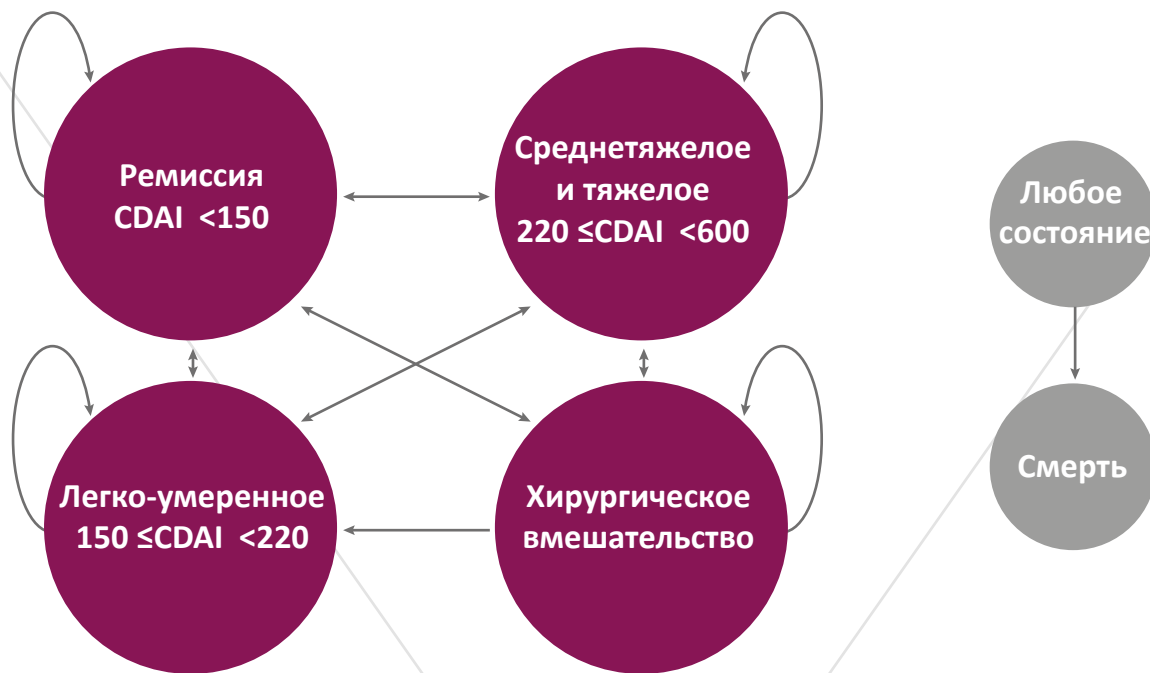 Ремиссия
CDAI <150
Среднетяжелое
и тяжелое
220 ≤CDAI <600
Любое
состояние
Легко-умеренное
150 ≤CDAI <220
Хирургическое
вмешательство
Смерть